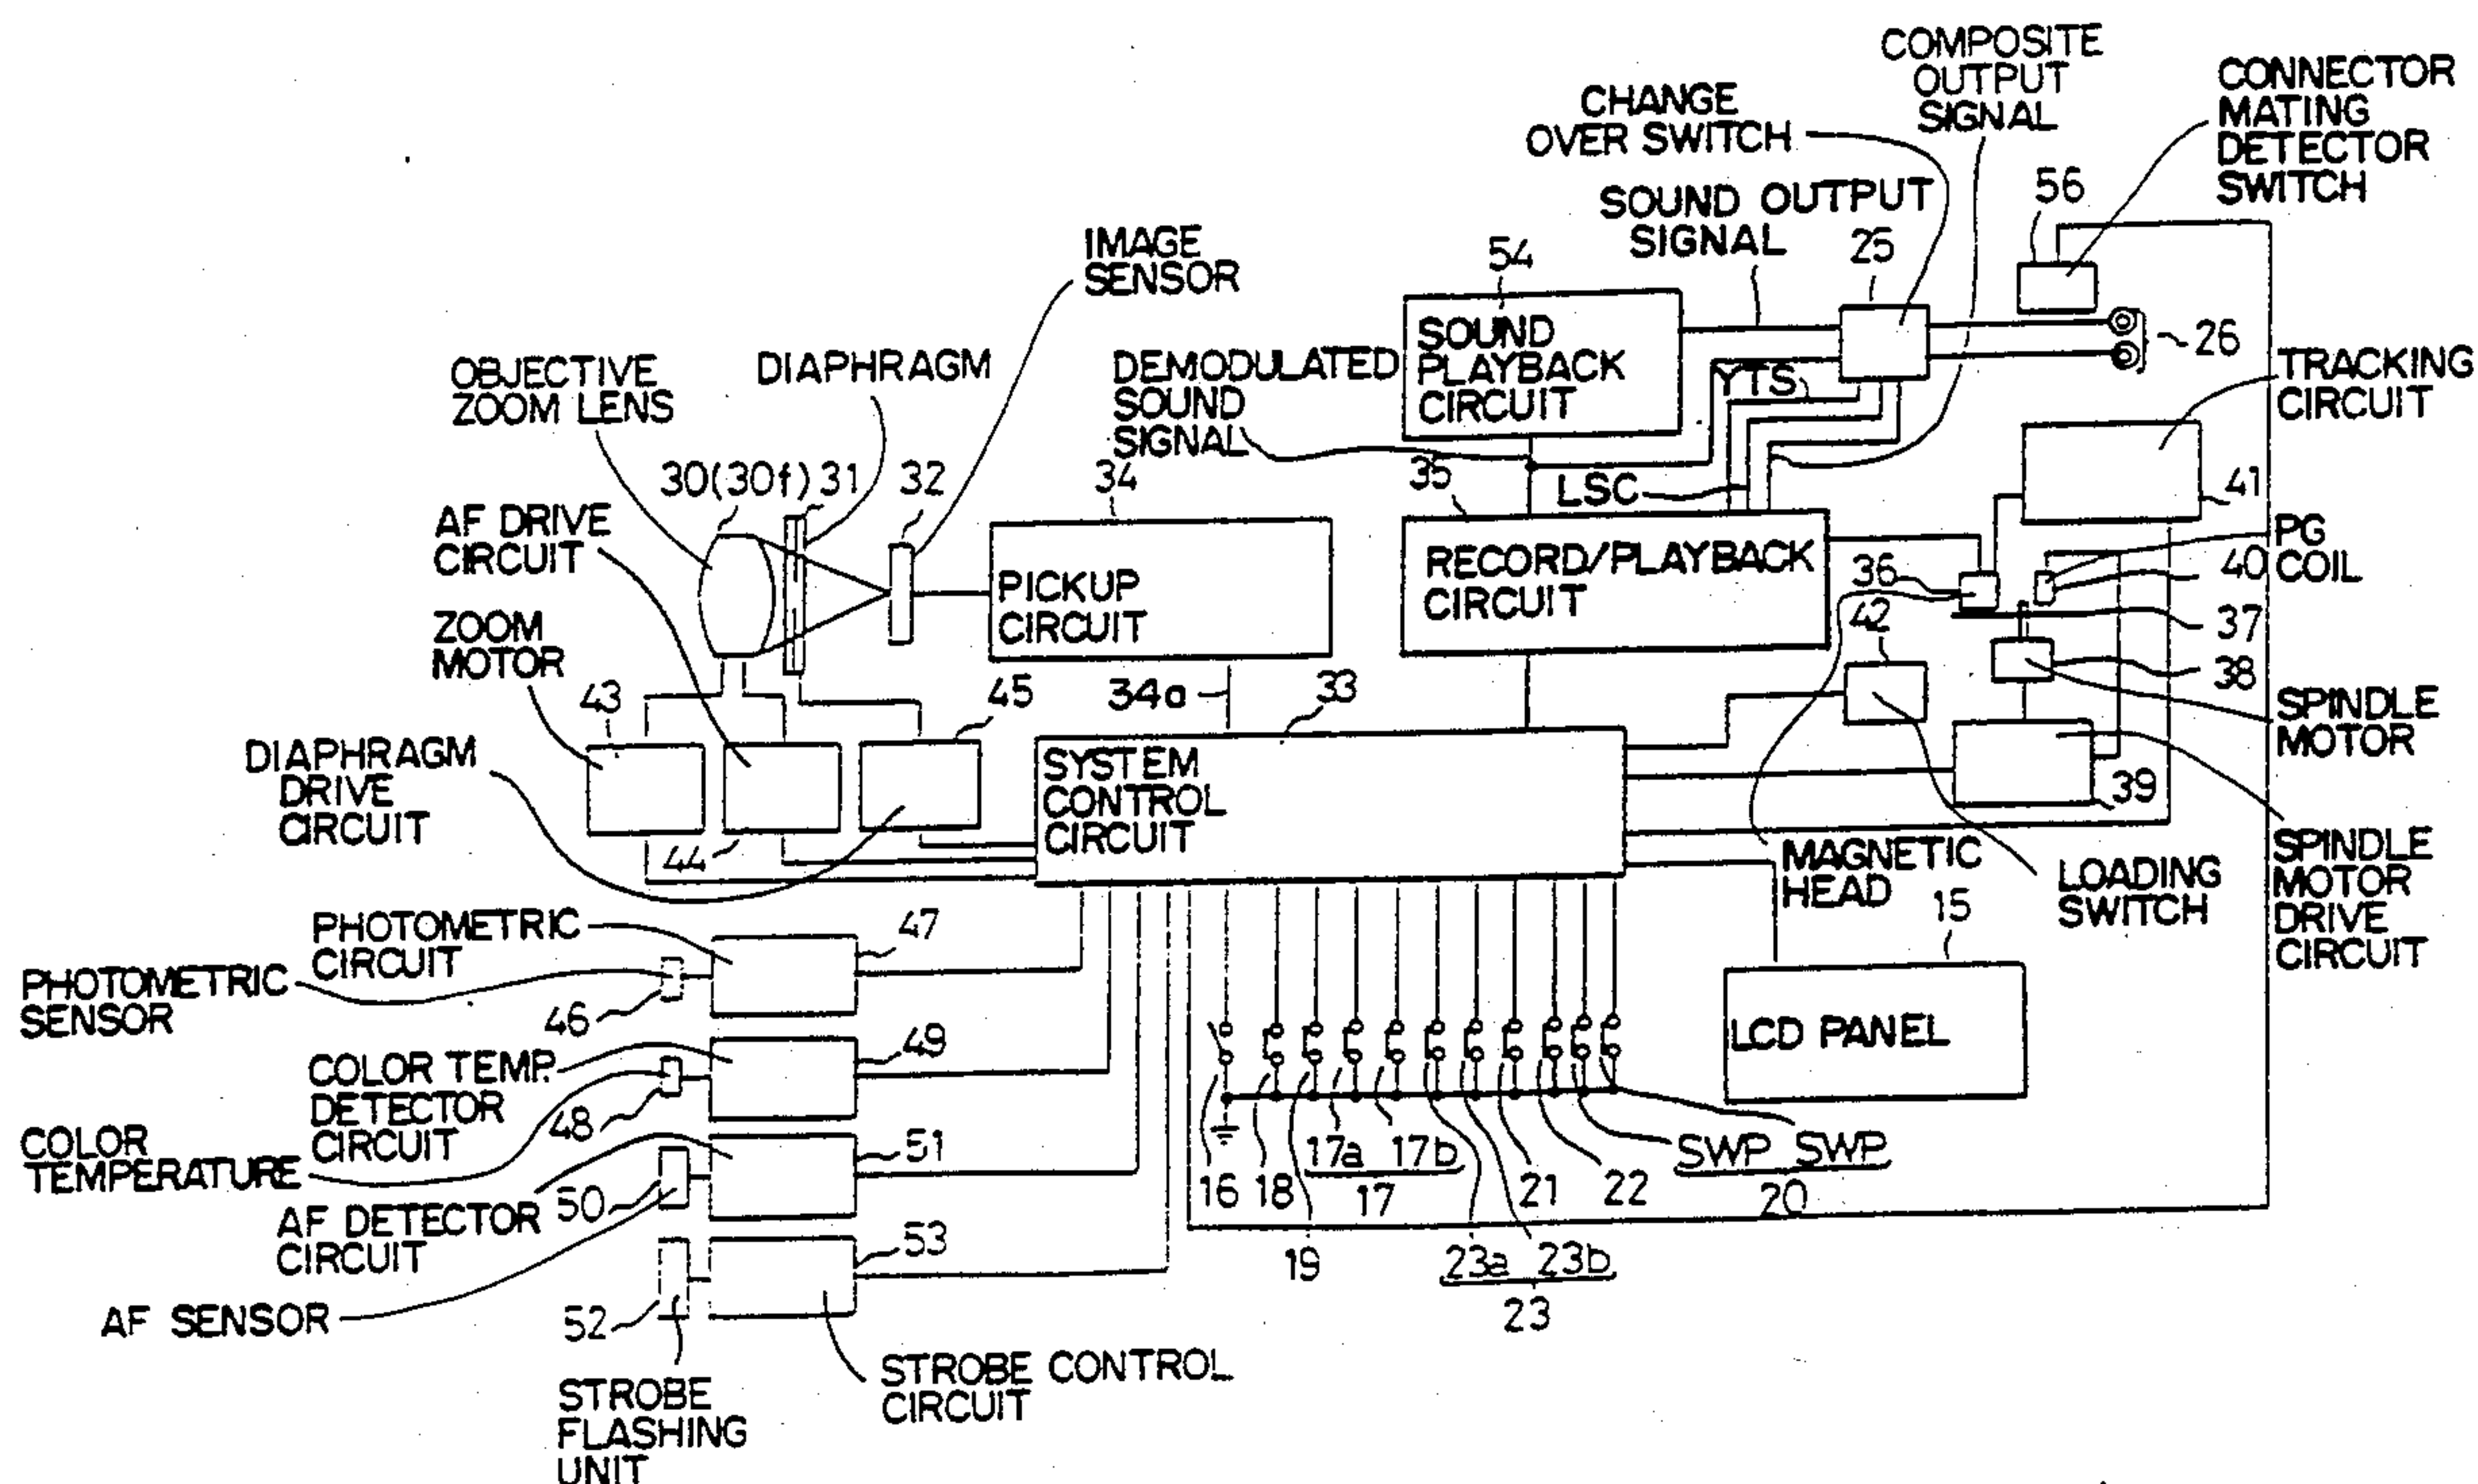 COMPOSITE
OUTPUT
SIGNAL
CONNECTOR
MATING
DETECTOR
SWITCH
CHANGE
OVER SWITCH
SOUND OUTPUT
SIGNAL
25
56
IMAGE
SENSOR
54
SOUND
PLAYBACK
CIRCUIT
26
TRACKING
CIRCUIT
OBJECTIVE
ZOOM LENS
DIAPHRAGM
DEMODULATED
SOUND
SIGNAL
YTS
30(30f)
31
32
34
35
LSC
41
AF DRIVE
CIRCUIT
PG
COIL
PICKUP
CIRCUIT
RECORD/PLAYBACK
CIRCUIT
36
40
37
42
38
ZOOM
MOTOR
43
45
34a
33
SPINDLE
MOTOR
DIAPHRAGM
DRIVE
CIRCUIT
SYSTEM
CONTROL
CIRCUIT
39
44
MAGNETIC
HEAD
LOADING
SWITCH
SPINDLE
MOTOR
DRIVE
CIRCUIT
15
PHOTOMETRIC
CIRCUIT
47
PHOTOMETRIC
SENSOR
46
LCD PANEL
COLOR TEMP.
DETECTOR
CIRCUIT
49
48
COLOR
TEMPERATURE
51
50
AF DETECTOR
CIRCUIT
16
18
17a
17b
17
21
22
SWP
SWP
20
19
23a
23b
23
53
AF SENSOR
52
STROBE CONTROL
CIRCUIT
STROBE
FLASHING
UNIT